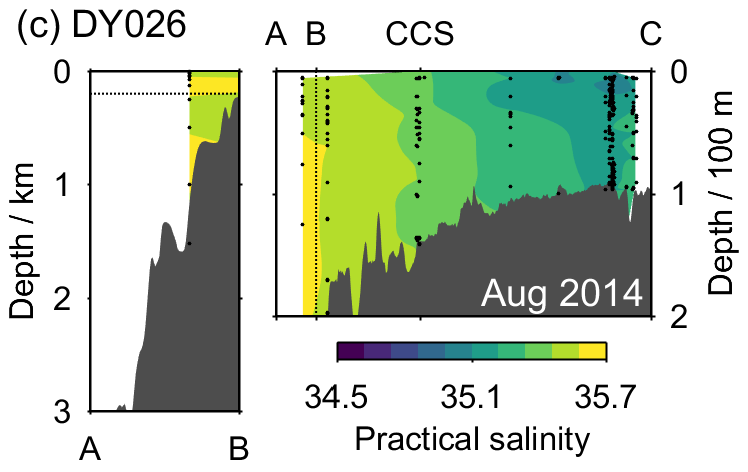 (c) DY026
A B CCS C
0
1
2
3
Depth / km
A B
0
1
2
Depth / 100 m
Aug 2014
34.5 35.1 35.7
Practical salinity